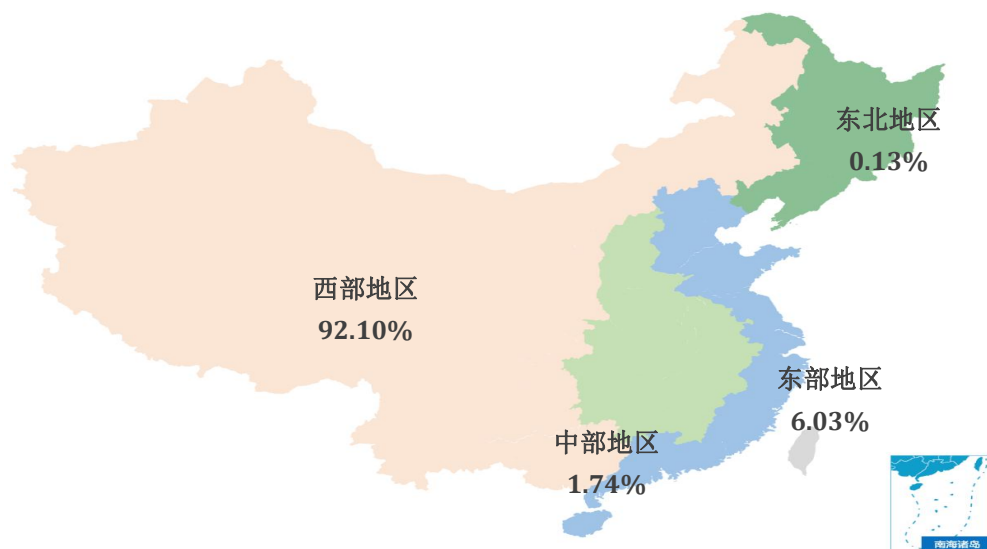 东北地区
0.13%
西部地区
92.10%
东部地区
6.03%
中部地区
1.74%
南海诸岛